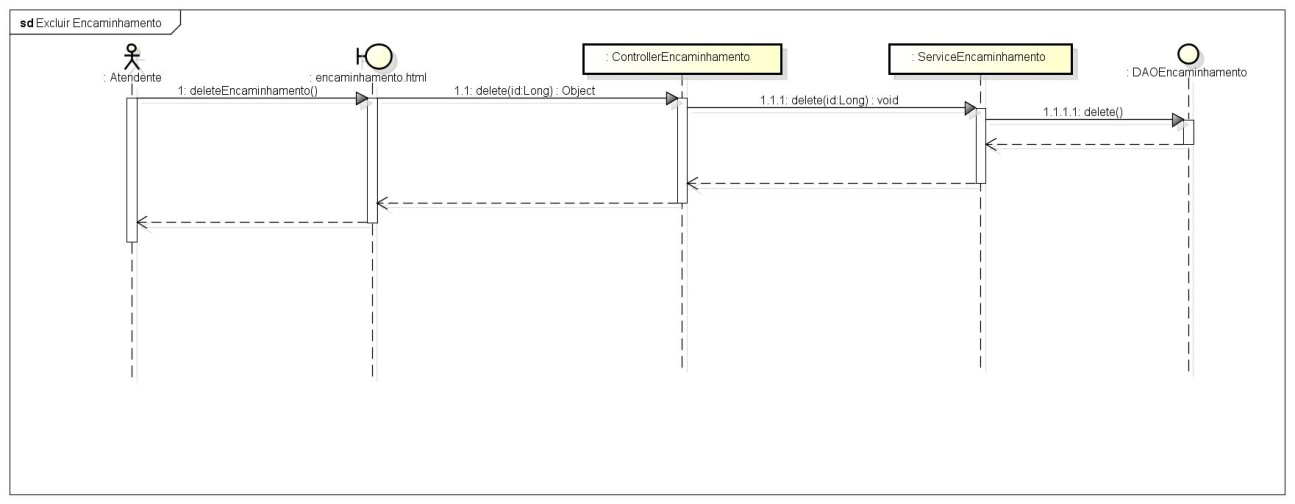 sd Excluir Encaminhamento
: Atendente
: encaminhamento.html
: ControllerEncaminhamento
: ServiceEncaminhamento
: DAOEncaminhamento
1: deleteEncaminhamento()
1.1: delete(id:Long) : Object
1.1.1: delete(id:Long) : void
1.1.1.1: delete()